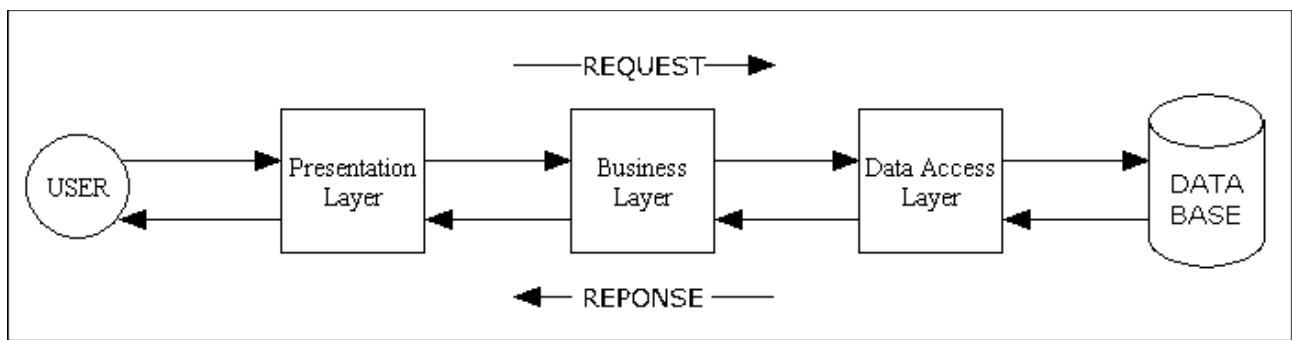 REQUEST
USER
Presentation
Layer
Business
Layer
Data Access
Layer
DATA
BASE
REPONSE